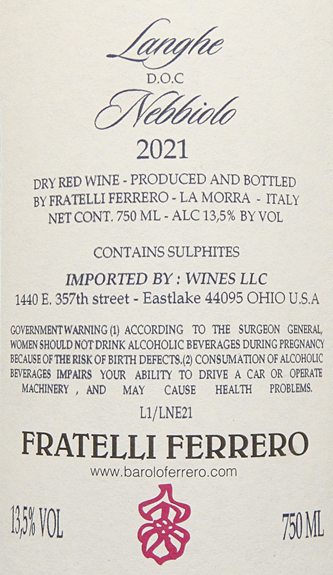 Langhe
D.O.C
Nebbiolo
2021
DRY RED WINE - PRODUCED AND BOTTLED
BY FRATELLI FERRERO - LA MORRA - ITALY
NET CONT. 750 ML - ALC 13,5% BY VOL
CONTAINS SULPHITES
IMPORTED BY : WINES LLC
1440 E. 357th street - Eastlake 44095 OHIO U.S.A
GOVERNMENT WARNING (1) ACCORDING TO THE SURGEON GENERAL,
WOMEN SHOULD NOT DRINK ALCOHOLIC BEVERAGES DURING PREGNANCY
BECAUSE OF THE RISK OF BIRTH DEFECTS.(2) CONSUMATION OF ALCOHOLIC
BEVERAGES IMPAIRS YOUR ABILITY TO DRIVE A CAR OR OPERATE
MACHINERY , AND MAY CAUSE HEALTH PROBLEMS.
L1/LNE21
FRATELLI FERRERO
www.baroloferrero.com
13,5% VOL
750 ML